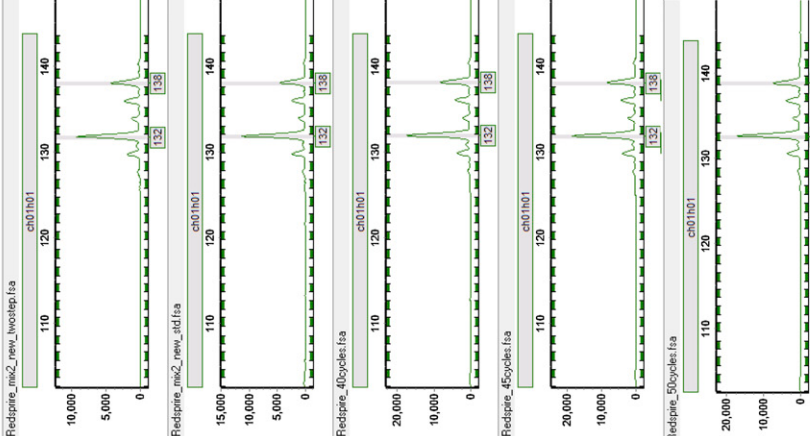 Redspire_mix2_new_twostep.fsa
ch01h01
110 120 130 140
10,000
5,000
0
132 138
Redspire_mix2_new_std.fsa
ch01h01
110 120 130 140
15,000
10,000
5,000
0
132 138
Redspire_40cycles.fsa
ch01h01
110 120 130 140
20,000
10,000
0
132 138
Redspire_45cycles.fsa
ch01h01
110 120 130 140
20,000
10,000
0
132 138
Redspire_50cycles.fsa
ch01h01
110 120 130 140
20,000
10,000
0